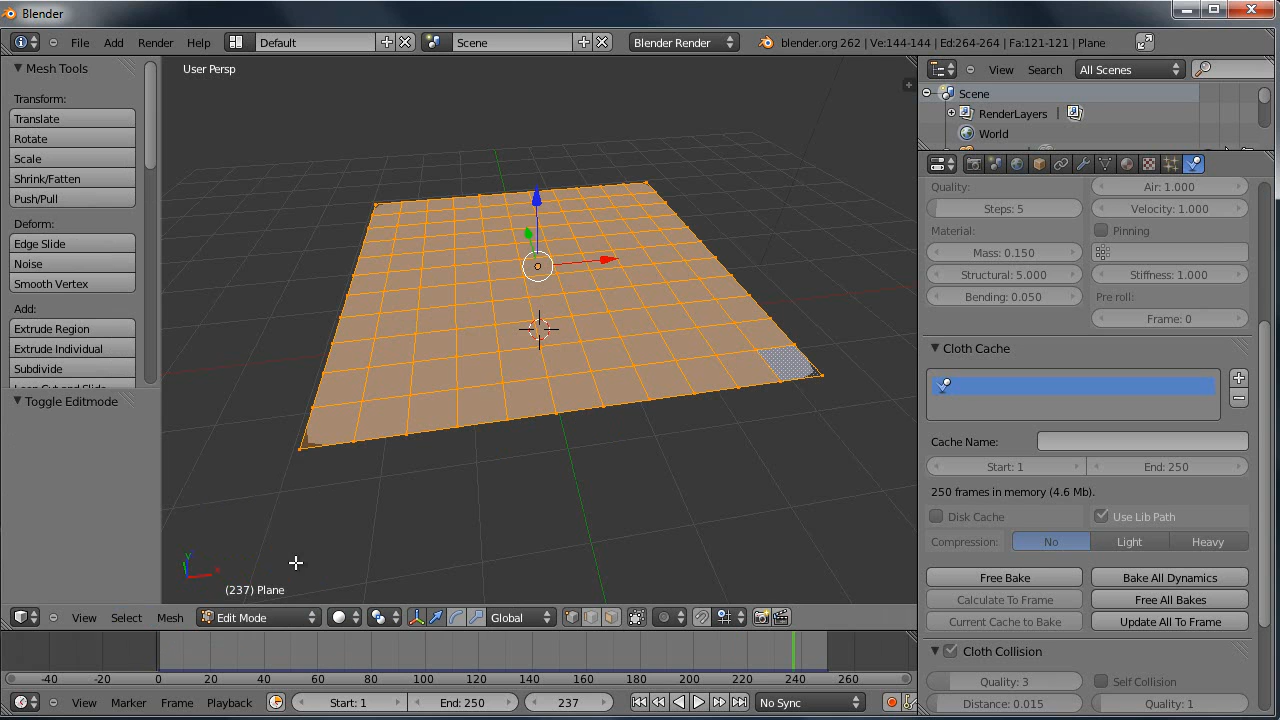 Blender
File Add Render Help Default Scene Blender Render blender.org 262 | Ve:144-144 | Ed:264-264 | Fa:121-121 | Plane
Mesh Tools
Transform:
Translate
Rotate
Scale
Shrink/Fatten
Push/Pull
Deform:
Edge Slide
Noise
Smooth Vertex
Add:
Extrude Region
Extrude Individual
Subdivide
Loop Cut and Slide
Toggle Editmode
User Persp
(237) Plane
View Select Mesh Edit Mode Global
View Search All Scenes
Scene
RenderLayers
World
Quality:
Steps: 5
Material:
Mass: 0.150
Structural: 5.000
Bending: 0.050
Air: 1.000
Velocity: 1.000
Pinning
Stiffness: 1.000
Pre roll:
Frame: 0
Cloth Cache
Cache Name:
Start: 1 End: 250
250 frames in memory (4.6 Mb).
Disk Cache Use Lib Path
Compression: No Light Heavy
Free Bake Bake All Dynamics
Calculate To Frame Free All Bakes
Current Cache to Bake Update All To Frame
Cloth Collision
Quality: 3 Self Collision
Distance: 0.015 Quality: 1
-40 -20 0 20 40 60 80 100 120 140 160 180 200 220 240 260
View Marker Frame Playback Start: 1 End: 250 237 No Sync